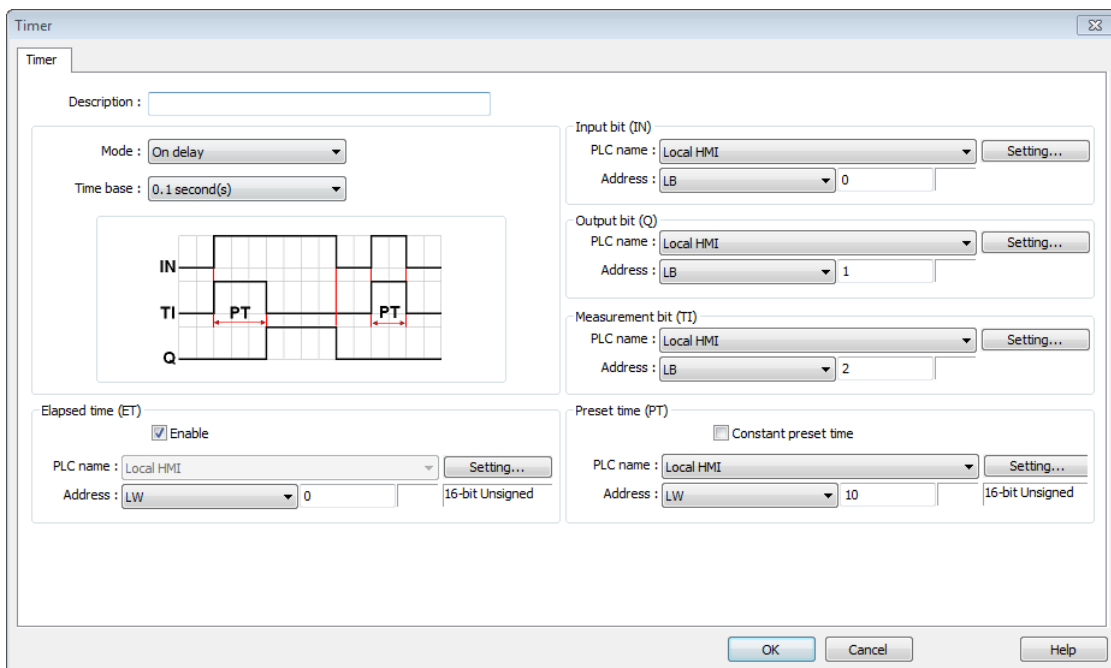 Timer
Timer
Description :
Mode : On delay
Time base : 0.1 second(s)
IN
TI PT PT
Q
Input bit (IN)
PLC name : Local HMI Setting...
Address : LB 0
Output bit (Q)
PLC name : Local HMI Setting...
Address : LB 1
Measurement bit (TI)
PLC name : Local HMI Setting...
Address : LB 2
Elapsed time (ET)
Enable
PLC name : Local HMI Setting...
Address : LW 0 16-bit Unsigned
Preset time (PT)
Constant preset time
PLC name : Local HMI Setting...
Address : LW 10 16-bit Unsigned
OK Cancel Help